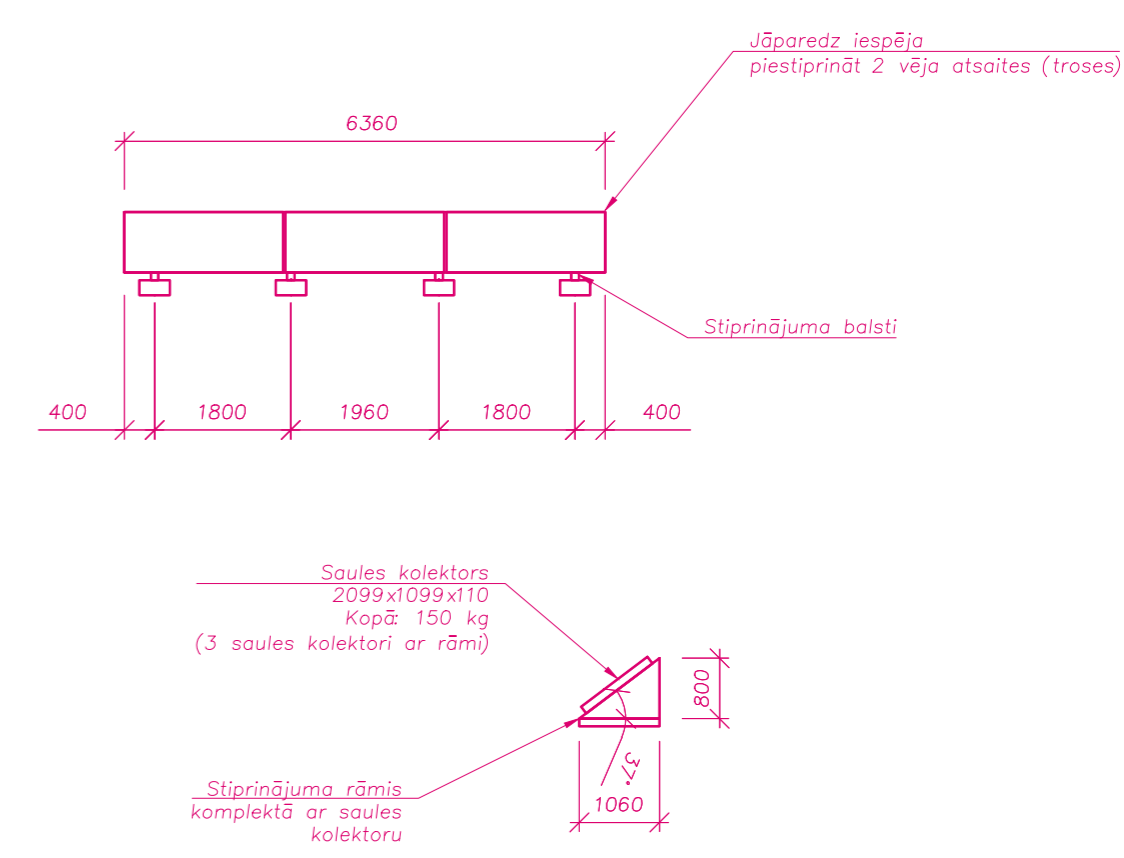 Jāparedz iespēja
piestiprināt 2 vēja atsaites (troses)
6360
Stiprinājuma balsti
400
1800
1960
1800
400
Saules kolektors
2099x1099x110
Kopā: 150 kg
(3 saules kolektori ar rāmi)
800
37°
1060
Stiprinājuma rāmis
komplektā ar saules
kolektoru